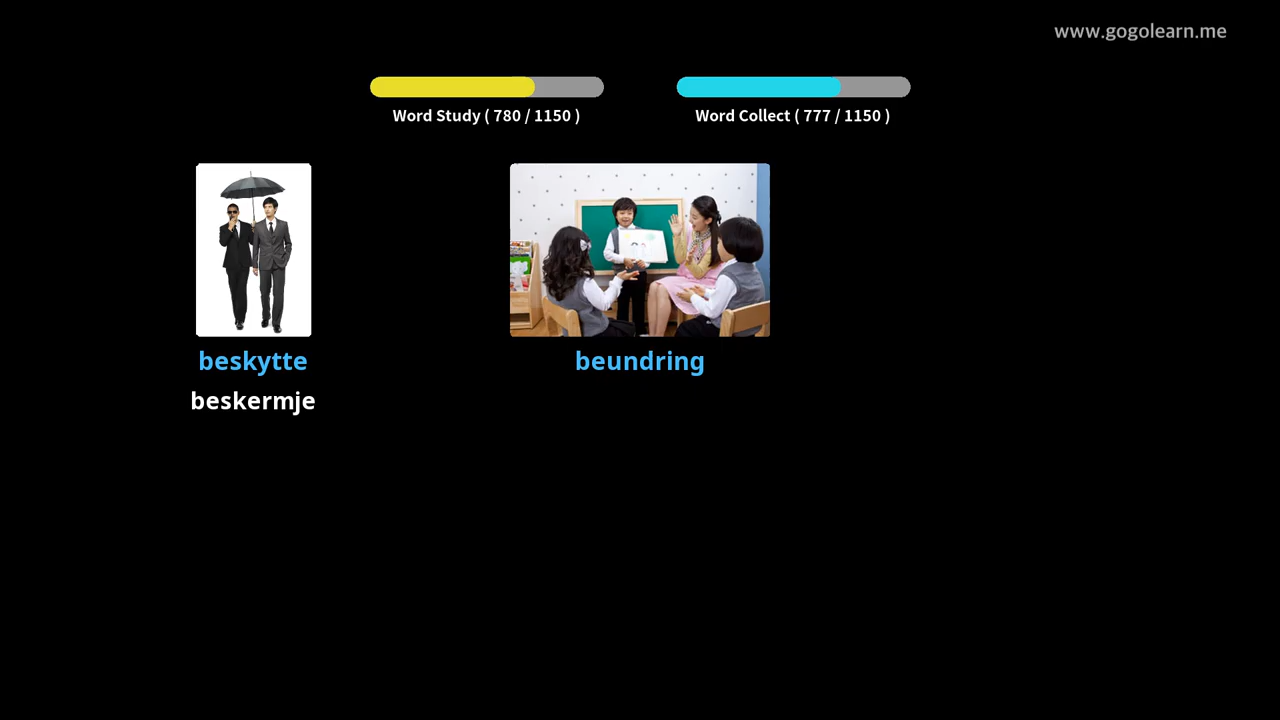 www.gogolearn.me
Word Study ( 780 / 1150 )
Word Collect ( 777 / 1150 )
beskytte
beundring
beskermje